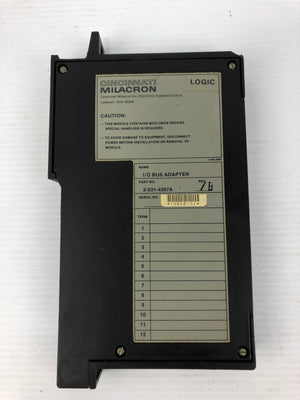 CINCINNATI
MILACRON
LOGIC
Cincinnati Milacron Inc. Electronic Systems Division
Lebanon, Ohio 45036
CAUTION:
— THIS MODULE CONTAINS MOS/CMOS DEVICES.
SPECIAL HANDLING IS REQUIRED.
— TO AVOID DAMAGE TO EQUIPMENT, DISCONNECT
POWER BEFORE INSTALLATION OR REMOVAL OF
MODULE.
NAME
I/O BUS ADAPTER
PART NO.
3-531-4287A
REV.
7B
SERIAL NO.
TERM.
1
2
3
4
5
6
7
8
9
10
11
12